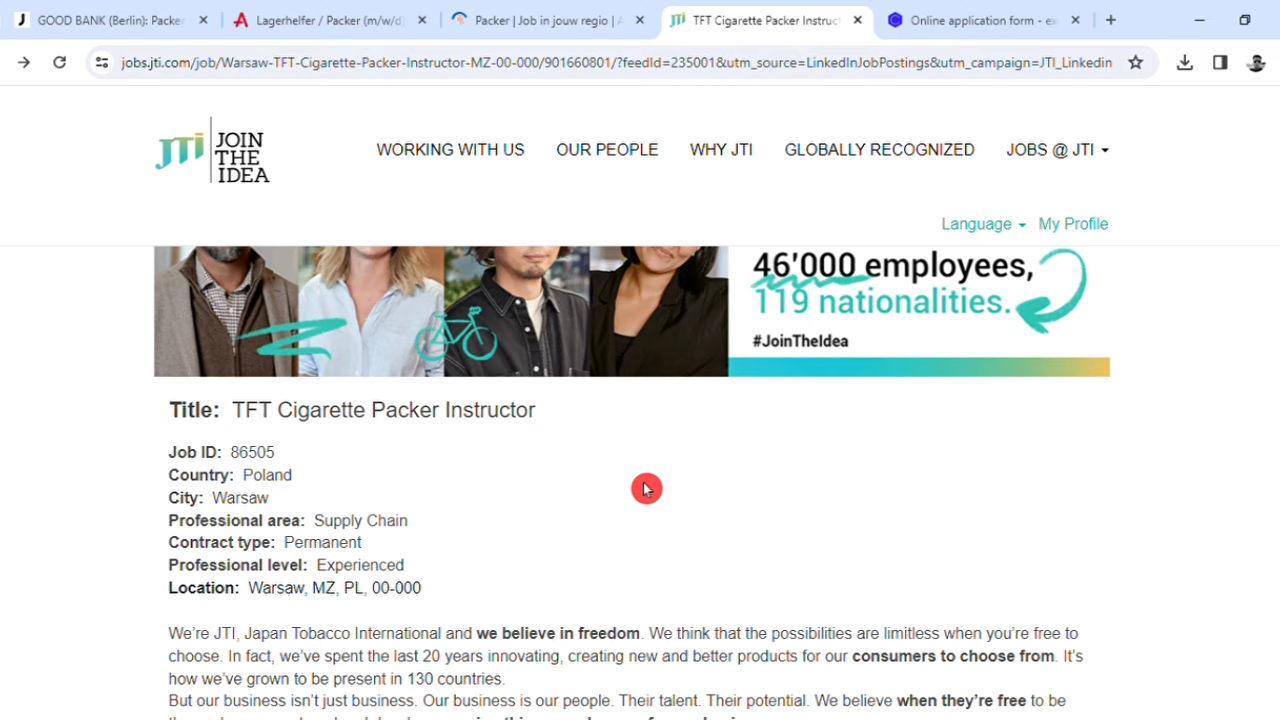 GOOD BANK (Berlin): Packer
Lagerhelfer / Packer (m/w/d)
Packer | Job in jouw regio |
TFT Cigarette Packer Instruct
Online application form - ex
jobs.jti.com/job/Warsaw-TFT-Cigarette-Packer-Instructor-MZ-00-000/901660801/?feedId=235001&utm_source=LinkedInJobPostings&utm_campaign=JTI_Linkedin
JTI JOIN
THE
IDEA
WORKING WITH US
OUR PEOPLE
WHY JTI
GLOBALLY RECOGNIZED
JOBS @ JTI
Language
My Profile
46'000 employees,
119 nationalities.
#JoinTheIdea
Title: TFT Cigarette Packer Instructor
Job ID: 86505
Country: Poland
City: Warsaw
Professional area: Supply Chain
Contract type: Permanent
Professional level: Experienced
Location: Warsaw, MZ, PL, 00-000
We're JTI, Japan Tobacco International and we believe in freedom. We think that the possibilities are limitless when you're free to
choose. In fact, we've spent the last 20 years innovating, creating new and better products for our consumers to choose from. It's
how we've grown to be present in 130 countries.
But our business isn't just business. Our business is our people. Their talent. Their potential. We believe when they're free to be